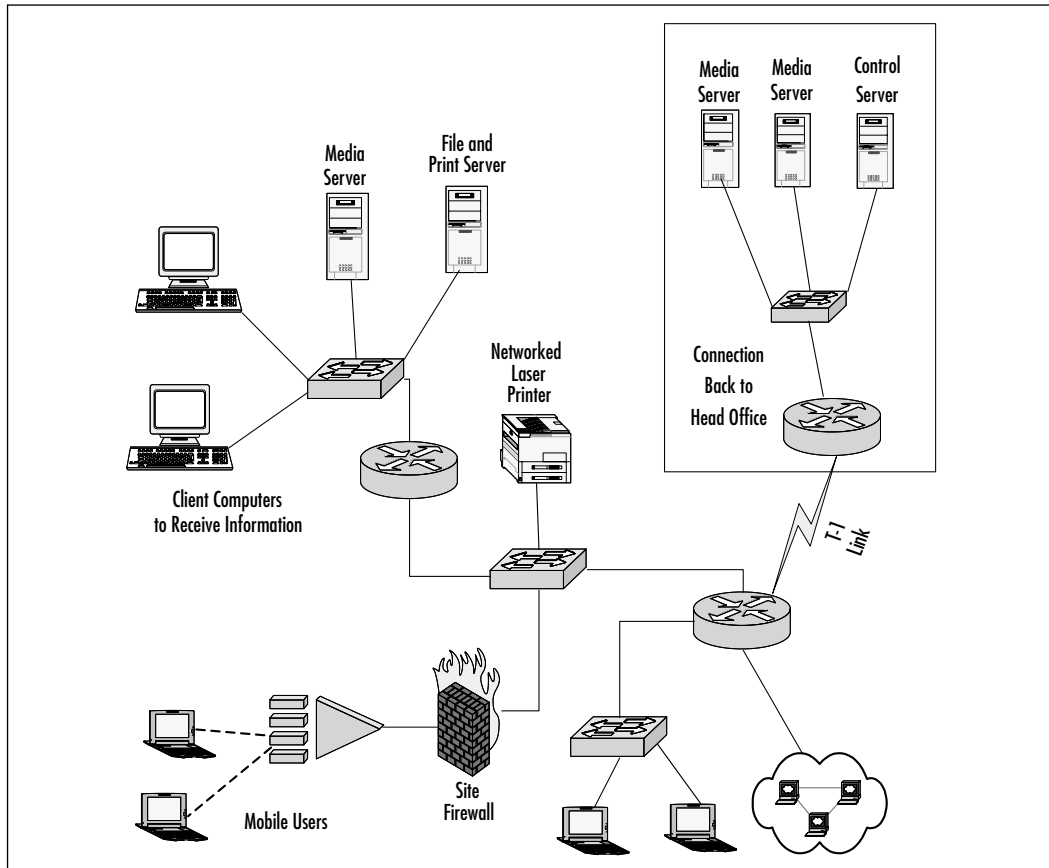 Media
Server
Media
Server
Control
Server
Media
Server
File and
Print Server
Networked
Laser
Printer
Connection
Back to
Head Office
Client Computers
to Receive Information
T-1
Link
Site
Firewall
Mobile Users